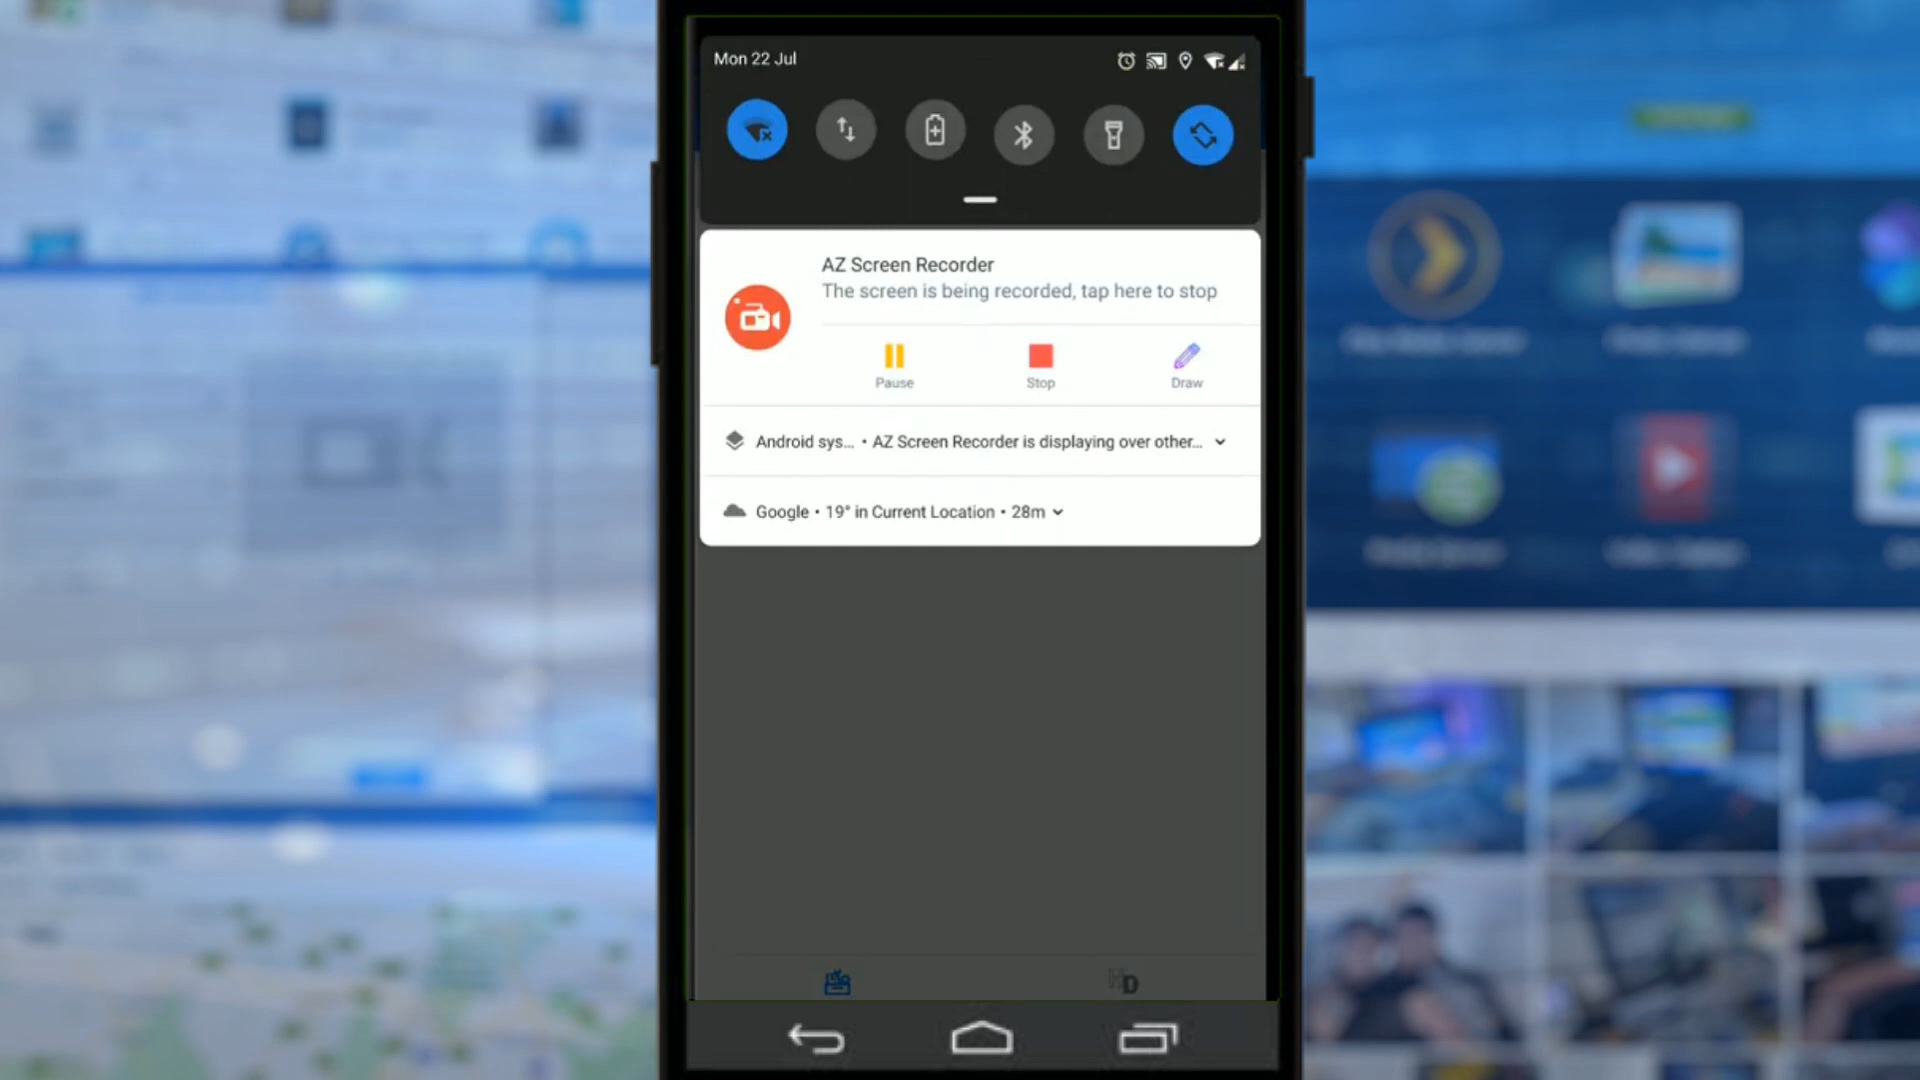 Mon 22 Jul
AZ Screen Recorder
The screen is being recorded, tap here to stop
Pause
Stop
Draw
Android sys... • AZ Screen Recorder is displaying over other...
Google • 19° in Current Location • 28m
HD